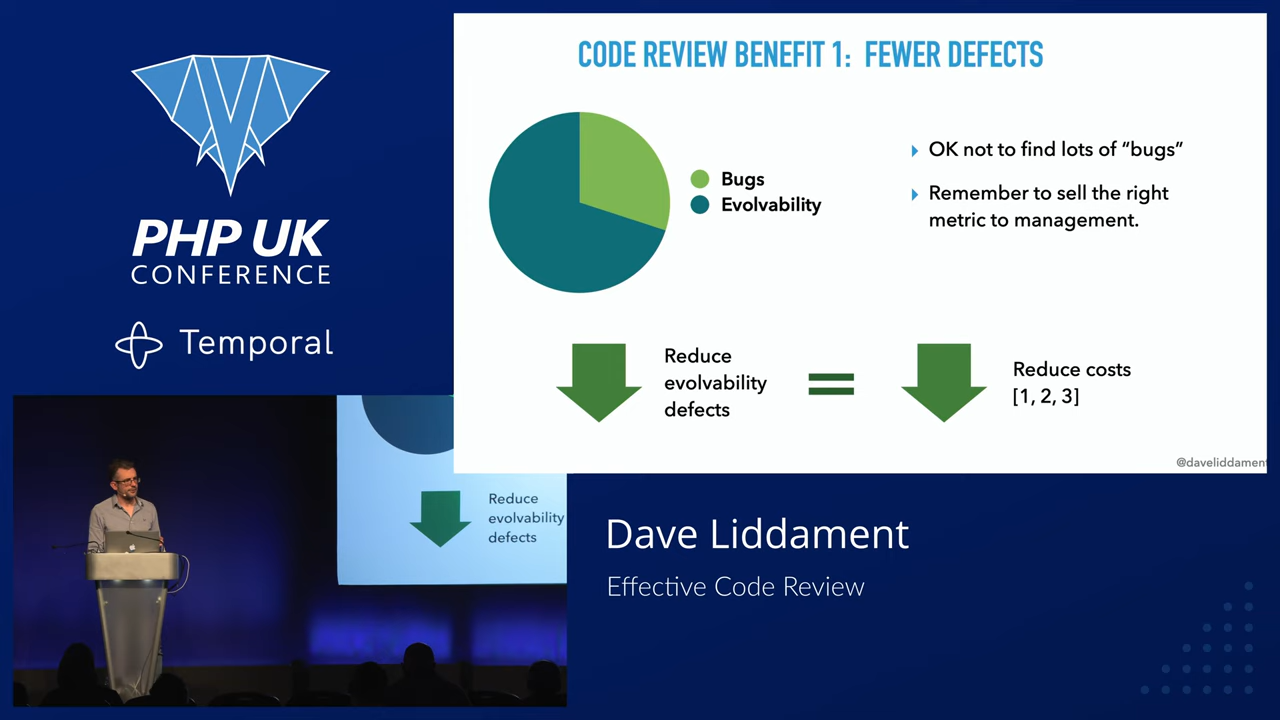 PHP UK
CONFERENCE
Temporal
CODE REVIEW BENEFIT 1: FEWER DEFECTS
Bugs
Evolvability
OK not to find lots of “bugs”
Remember to sell the right
metric to management.
Reduce
evolvability
defects
Reduce costs
[1, 2, 3]
@daveliddament
Reduce
evolvability
defects
Dave Liddament
Effective Code Review